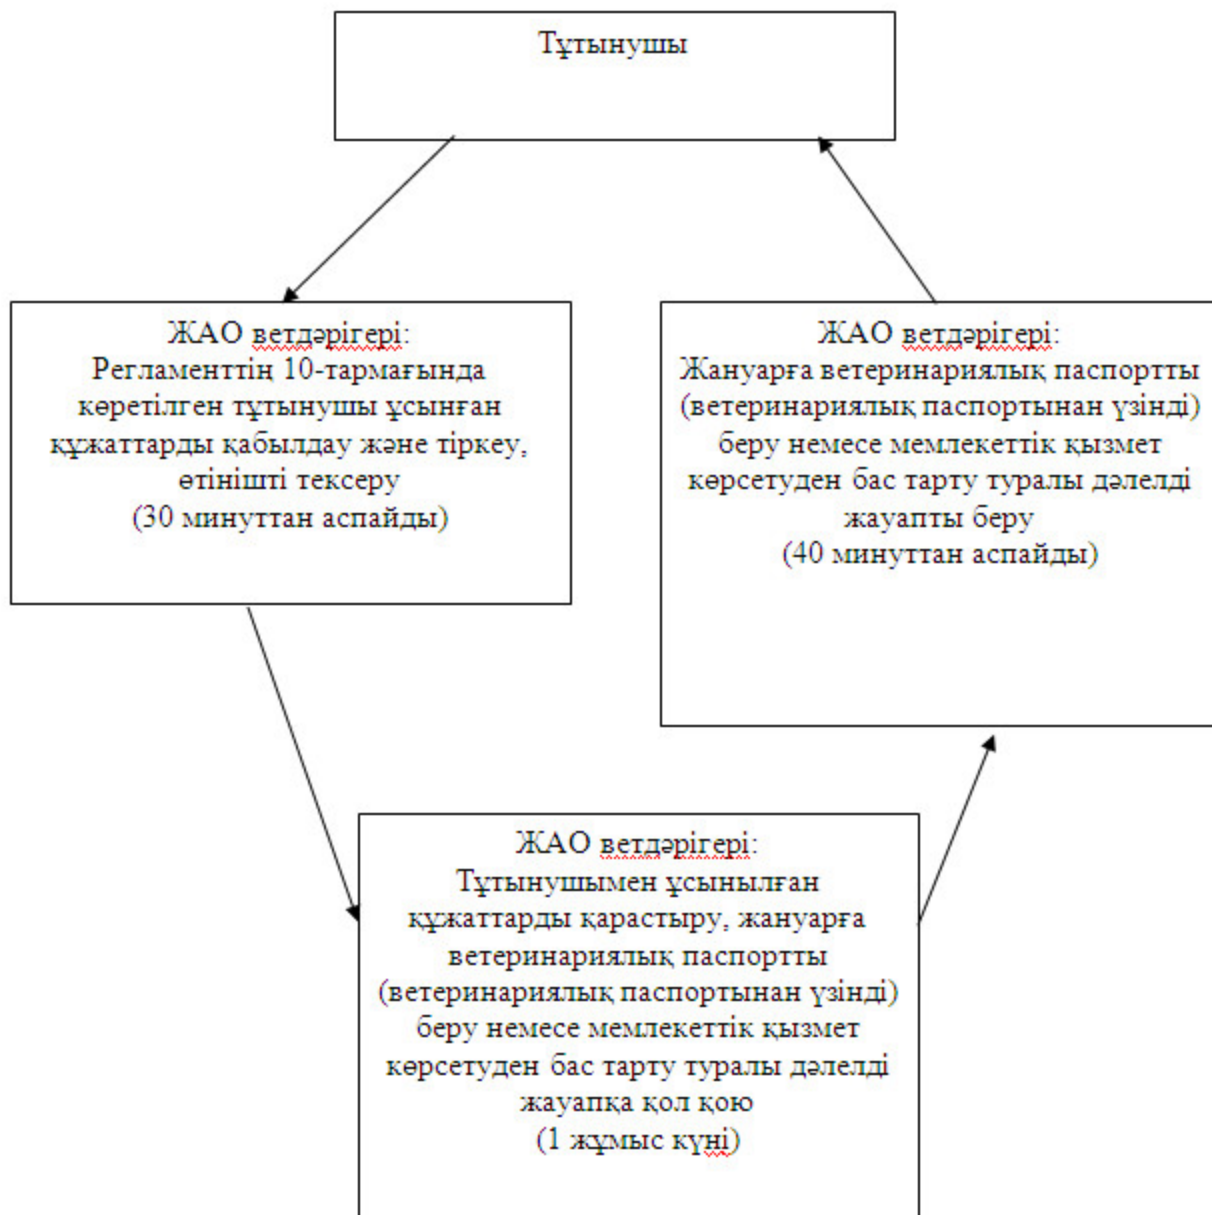 Тұтынушы
ЖАО ветдәрігері:
Регламенттің 10-тармағында
көретілген тұтынушы ұсынған
құжаттарды қабылдау және тіркеу,
өтінішті тексеру
(30 минуттан аспайды)
ЖАО ветдәрігері:
Жануарға ветеринариялық паспортты
(ветеринариялық паспортынан үзінді)
беру немесе мемлекеттік қызмет
көрсетуден бас тарту туралы дәлелді
жауапты беру
(40 минуттан аспайды)
ЖАО ветдәрігері:
Тұтынушымен ұсынылған
құжаттарды қарастыру, жануарға
ветеринариялық паспортты
(ветеринариялық паспортынан үзінді)
беру немесе мемлекеттік қызмет
көрсетуден бас тарту туралы дәлелді
жауапқа қол қою
(1 жұмыс күні)